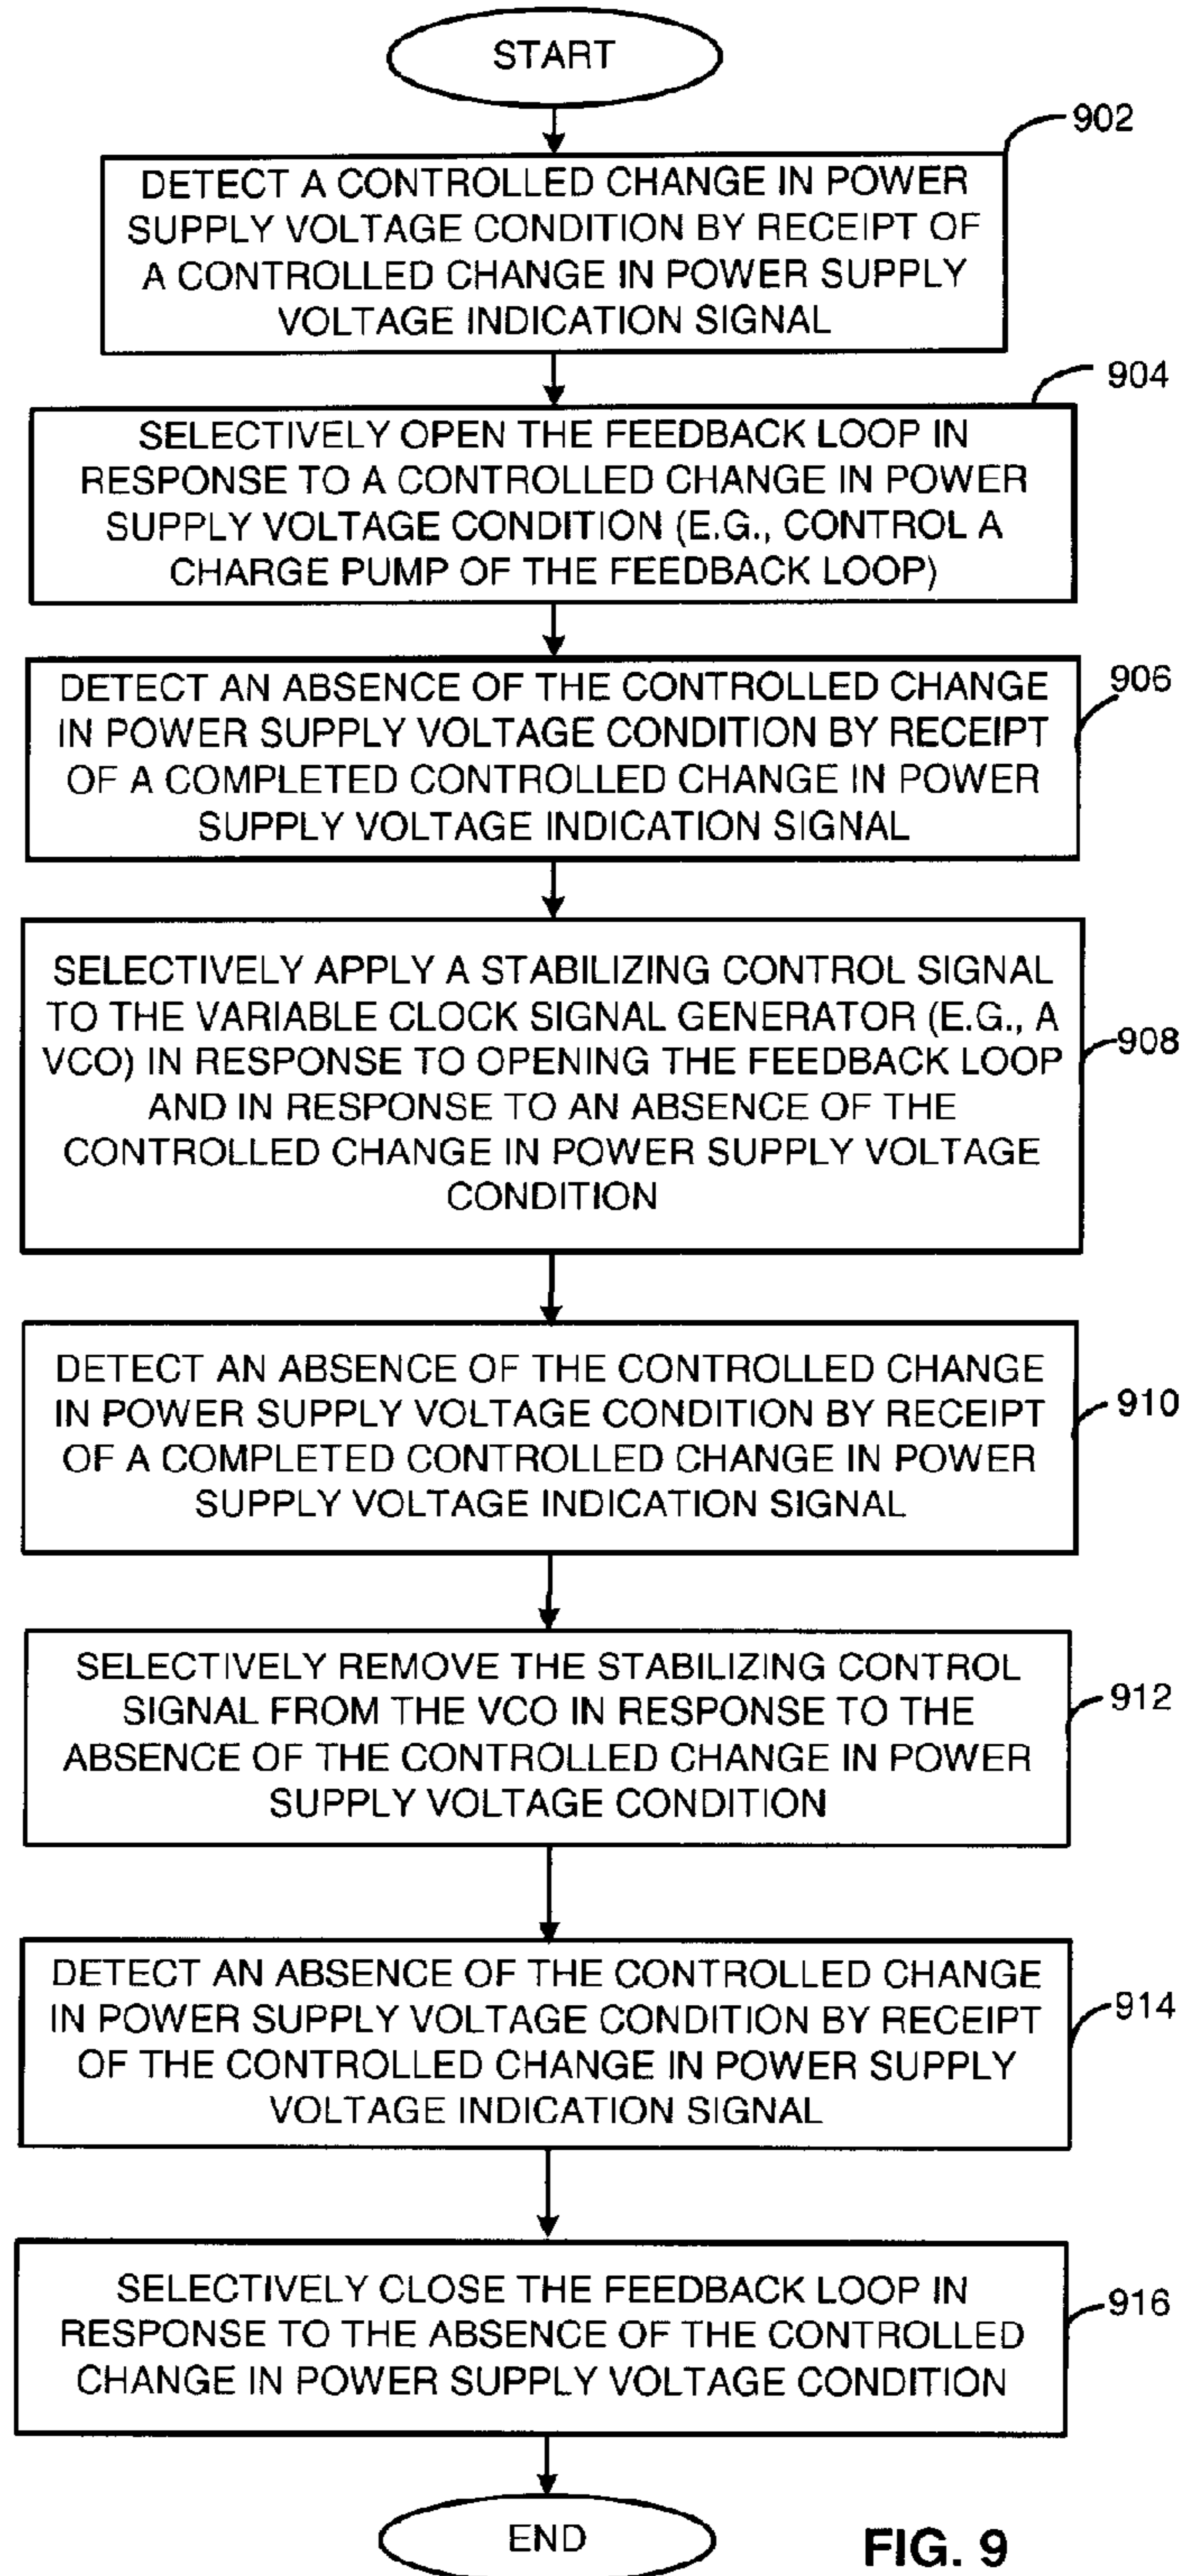 START
902
DETECT A CONTROLLED CHANGE IN POWER
SUPPLY VOLTAGE CONDITION BY RECEIPT OF
A CONTROLLED CHANGE IN POWER SUPPLY
VOLTAGE INDICATION SIGNAL
904
SELECTIVELY OPEN THE FEEDBACK LOOP IN
RESPONSE TO A CONTROLLED CHANGE IN POWER
SUPPLY VOLTAGE CONDITION (E.G., CONTROL A
CHARGE PUMP OF THE FEEDBACK LOOP)
906
DETECT AN ABSENCE OF THE CONTROLLED CHANGE
IN POWER SUPPLY VOLTAGE CONDITION BY RECEIPT
OF A COMPLETED CONTROLLED CHANGE IN POWER
SUPPLY VOLTAGE INDICATION SIGNAL
SELECTIVELY APPLY A STABILIZING CONTROL SIGNAL
TO THE VARIABLE CLOCK SIGNAL GENERATOR (E.G., A
VCO) IN RESPONSE TO OPENING THE FEEDBACK LOOP
AND IN RESPONSE TO AN ABSENCE OF THE
CONTROLLED CHANGE IN POWER SUPPLY VOLTAGE
CONDITION
908
DETECT AN ABSENCE OF THE CONTROLLED CHANGE
IN POWER SUPPLY VOLTAGE CONDITION BY RECEIPT
OF A COMPLETED CONTROLLED CHANGE IN POWER
SUPPLY VOLTAGE INDICATION SIGNAL
910
SELECTIVELY REMOVE THE STABILIZING CONTROL
SIGNAL FROM THE VCO IN RESPONSE TO THE
ABSENCE OF THE CONTROLLED CHANGE IN POWER
SUPPLY VOLTAGE CONDITION
912
DETECT AN ABSENCE OF THE CONTROLLED CHANGE
IN POWER SUPPLY VOLTAGE CONDITION BY RECEIPT
OF THE CONTROLLED CHANGE IN POWER SUPPLY
VOLTAGE INDICATION SIGNAL
914
SELECTIVELY CLOSE THE FEEDBACK LOOP IN
RESPONSE TO THE ABSENCE OF THE CONTROLLED
CHANGE IN POWER SUPPLY VOLTAGE CONDITION
916
END
FIG. 9